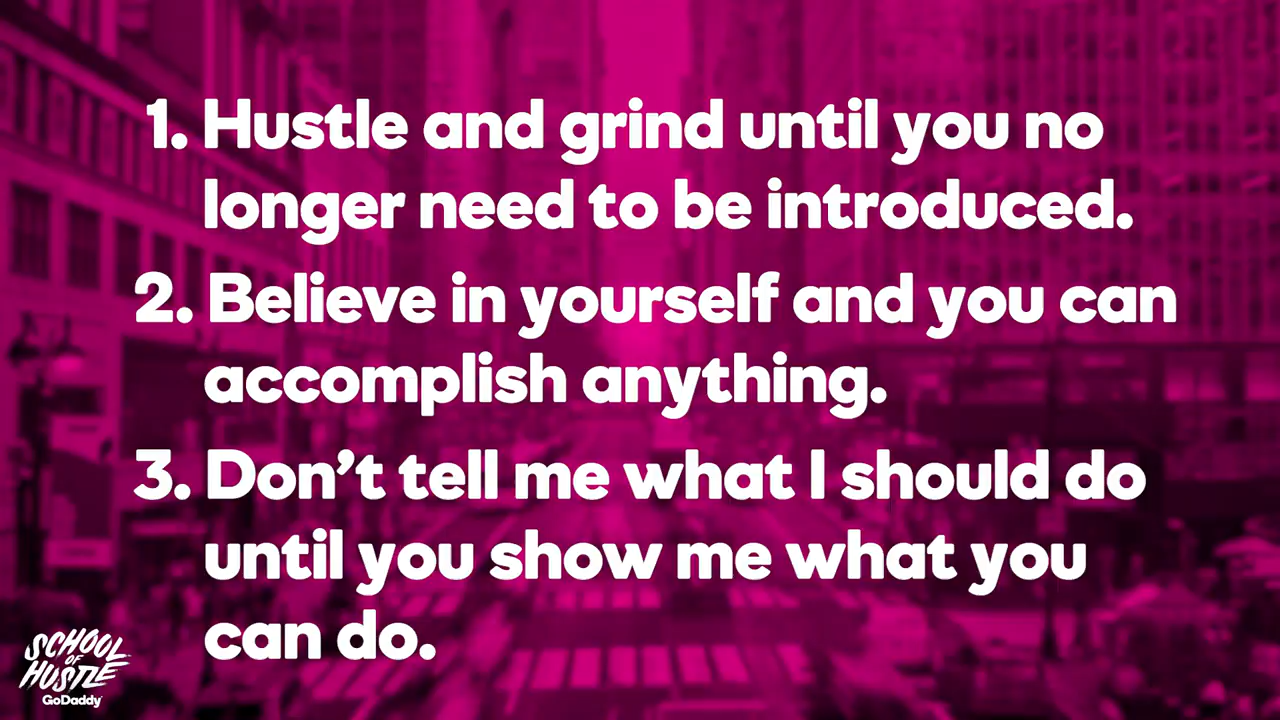 1. Hustle and grind until you no
longer need to be introduced.
2. Believe in yourself and you can
accomplish anything.
3. Don’t tell me what I should do
until you show me what you
can do.
SCHOOL
OF
HUSTLE
GoDaddy